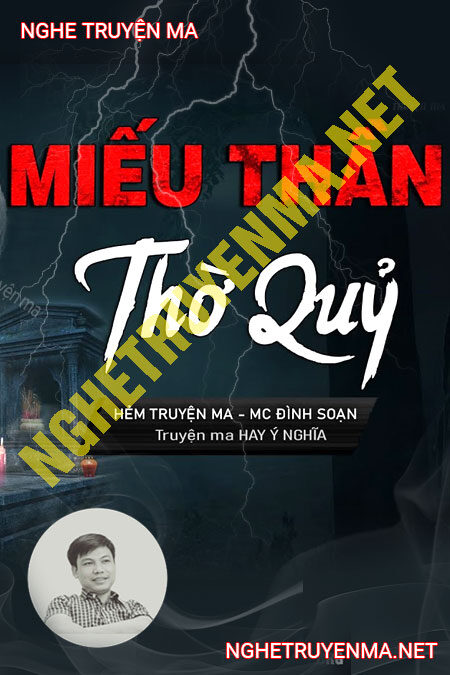 NGHE TRUYỆN MA
MIẾU THẦN
Thờ Quỷ
NGHETRUYENMA.NET
HẺM TRUYỆN MA - MC ĐÌNH SOẠN
Truyện ma HAY Ý NGHĨA
NGHETRUYENMA.NET